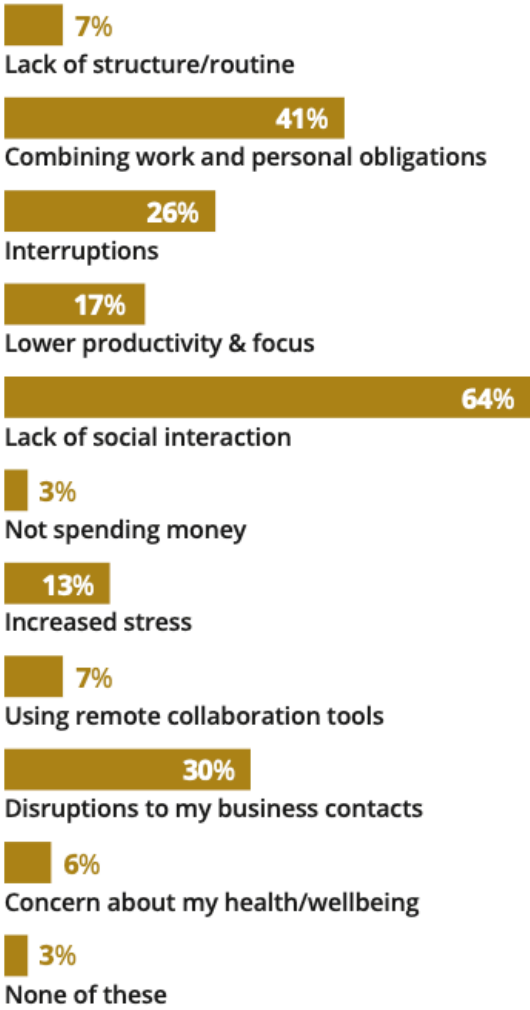 7%
Lack of structure/routine
41%
Combining work and personal obligations
26%
Interruptions
17%
Lower productivity & focus
64%
Lack of social interaction
3%
Not spending money
13%
Increased stress
7%
Using remote collaboration tools
30%
Disruptions to my business contacts
6%
Concern about my health/wellbeing
3%
None of these